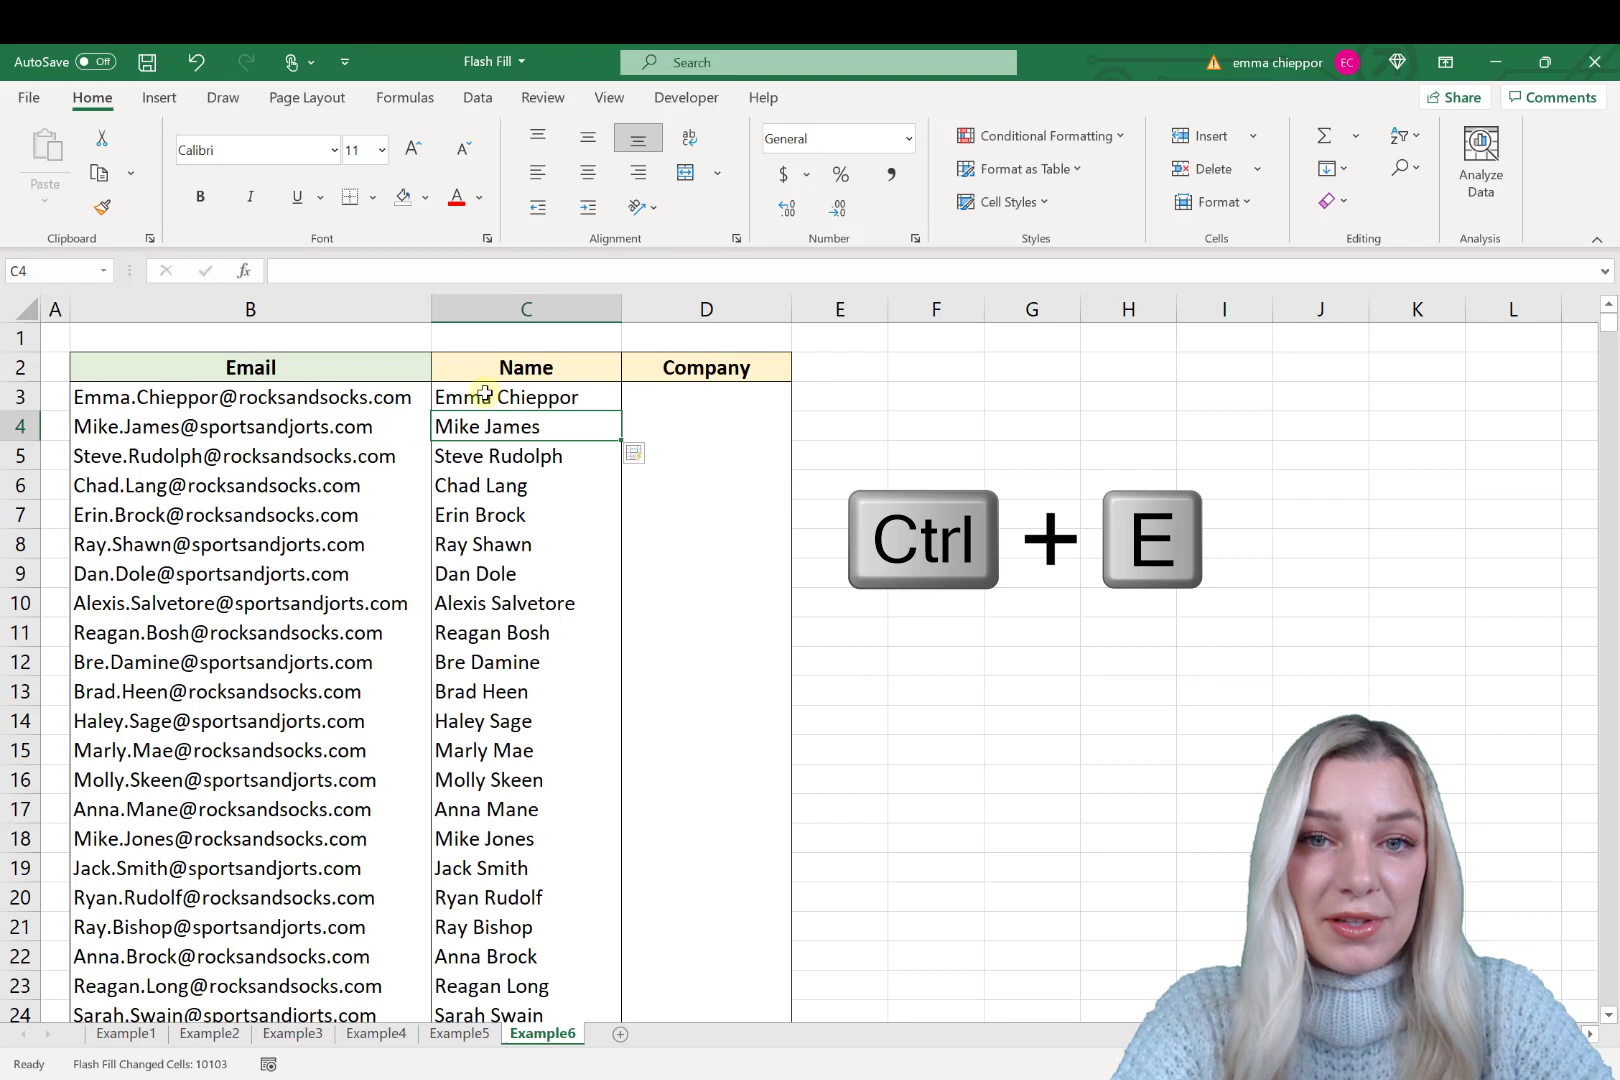 AutoSave Off Flash Fill Search emma chieppor EC
File Home Insert Draw Page Layout Formulas Data Review View Developer Help Share Comments
Paste
Calibri 11
B I U A
ab
General
$ % 9
Conditional Formatting
Format as Table
Cell Styles
Insert
Delete
Format
Analyze
Data
Clipboard Font Alignment Number Styles Cells Editing Analysis
C4 fx
A B C D E F G H I J K L
1
2 Email Name Company
3 Emma.Chieppor@rocksandsocks.com Emma Chieppor
4 Mike.James@sportsandjorts.com Mike James
5 Steve.Rudolph@rocksandsocks.com Steve Rudolph
6 Chad.Lang@rocksandsocks.com Chad Lang
7 Erin.Brock@rocksandsocks.com Erin Brock
8 Ray.Shawn@sportsandjorts.com Ray Shawn
9 Dan.Dole@sportsandjorts.com Dan Dole
10 Alexis.Salvetore@sportsandjorts.com Alexis Salvetore
11 Reagan.Bosh@rocksandsocks.com Reagan Bosh
12 Bre.Damine@sportsandjorts.com Bre Damine
13 Brad.Heen@rocksandsocks.com Brad Heen
14 Haley.Sage@sportsandjorts.com Haley Sage
15 Marly.Mae@rocksandsocks.com Marly Mae
16 Molly.Skeen@sportsandjorts.com Molly Skeen
17 Anna.Mane@rocksandsocks.com Anna Mane
18 Mike.Jones@rocksandsocks.com Mike Jones
19 Jack.Smith@sportsandjorts.com Jack Smith
20 Ryan.Rudolf@rocksandsocks.com Ryan Rudolf
21 Ray.Bishop@sportsandjorts.com Ray Bishop
22 Anna.Brock@rocksandsocks.com Anna Brock
23 Reagan.Long@rocksandsocks.com Reagan Long
24 Sarah.Swain@sportsandjorts.com Sarah Swain
Ctrl + E
Example1 Example2 Example3 Example4 Example5 Example6
Ready Flash Fill Changed Cells: 10103